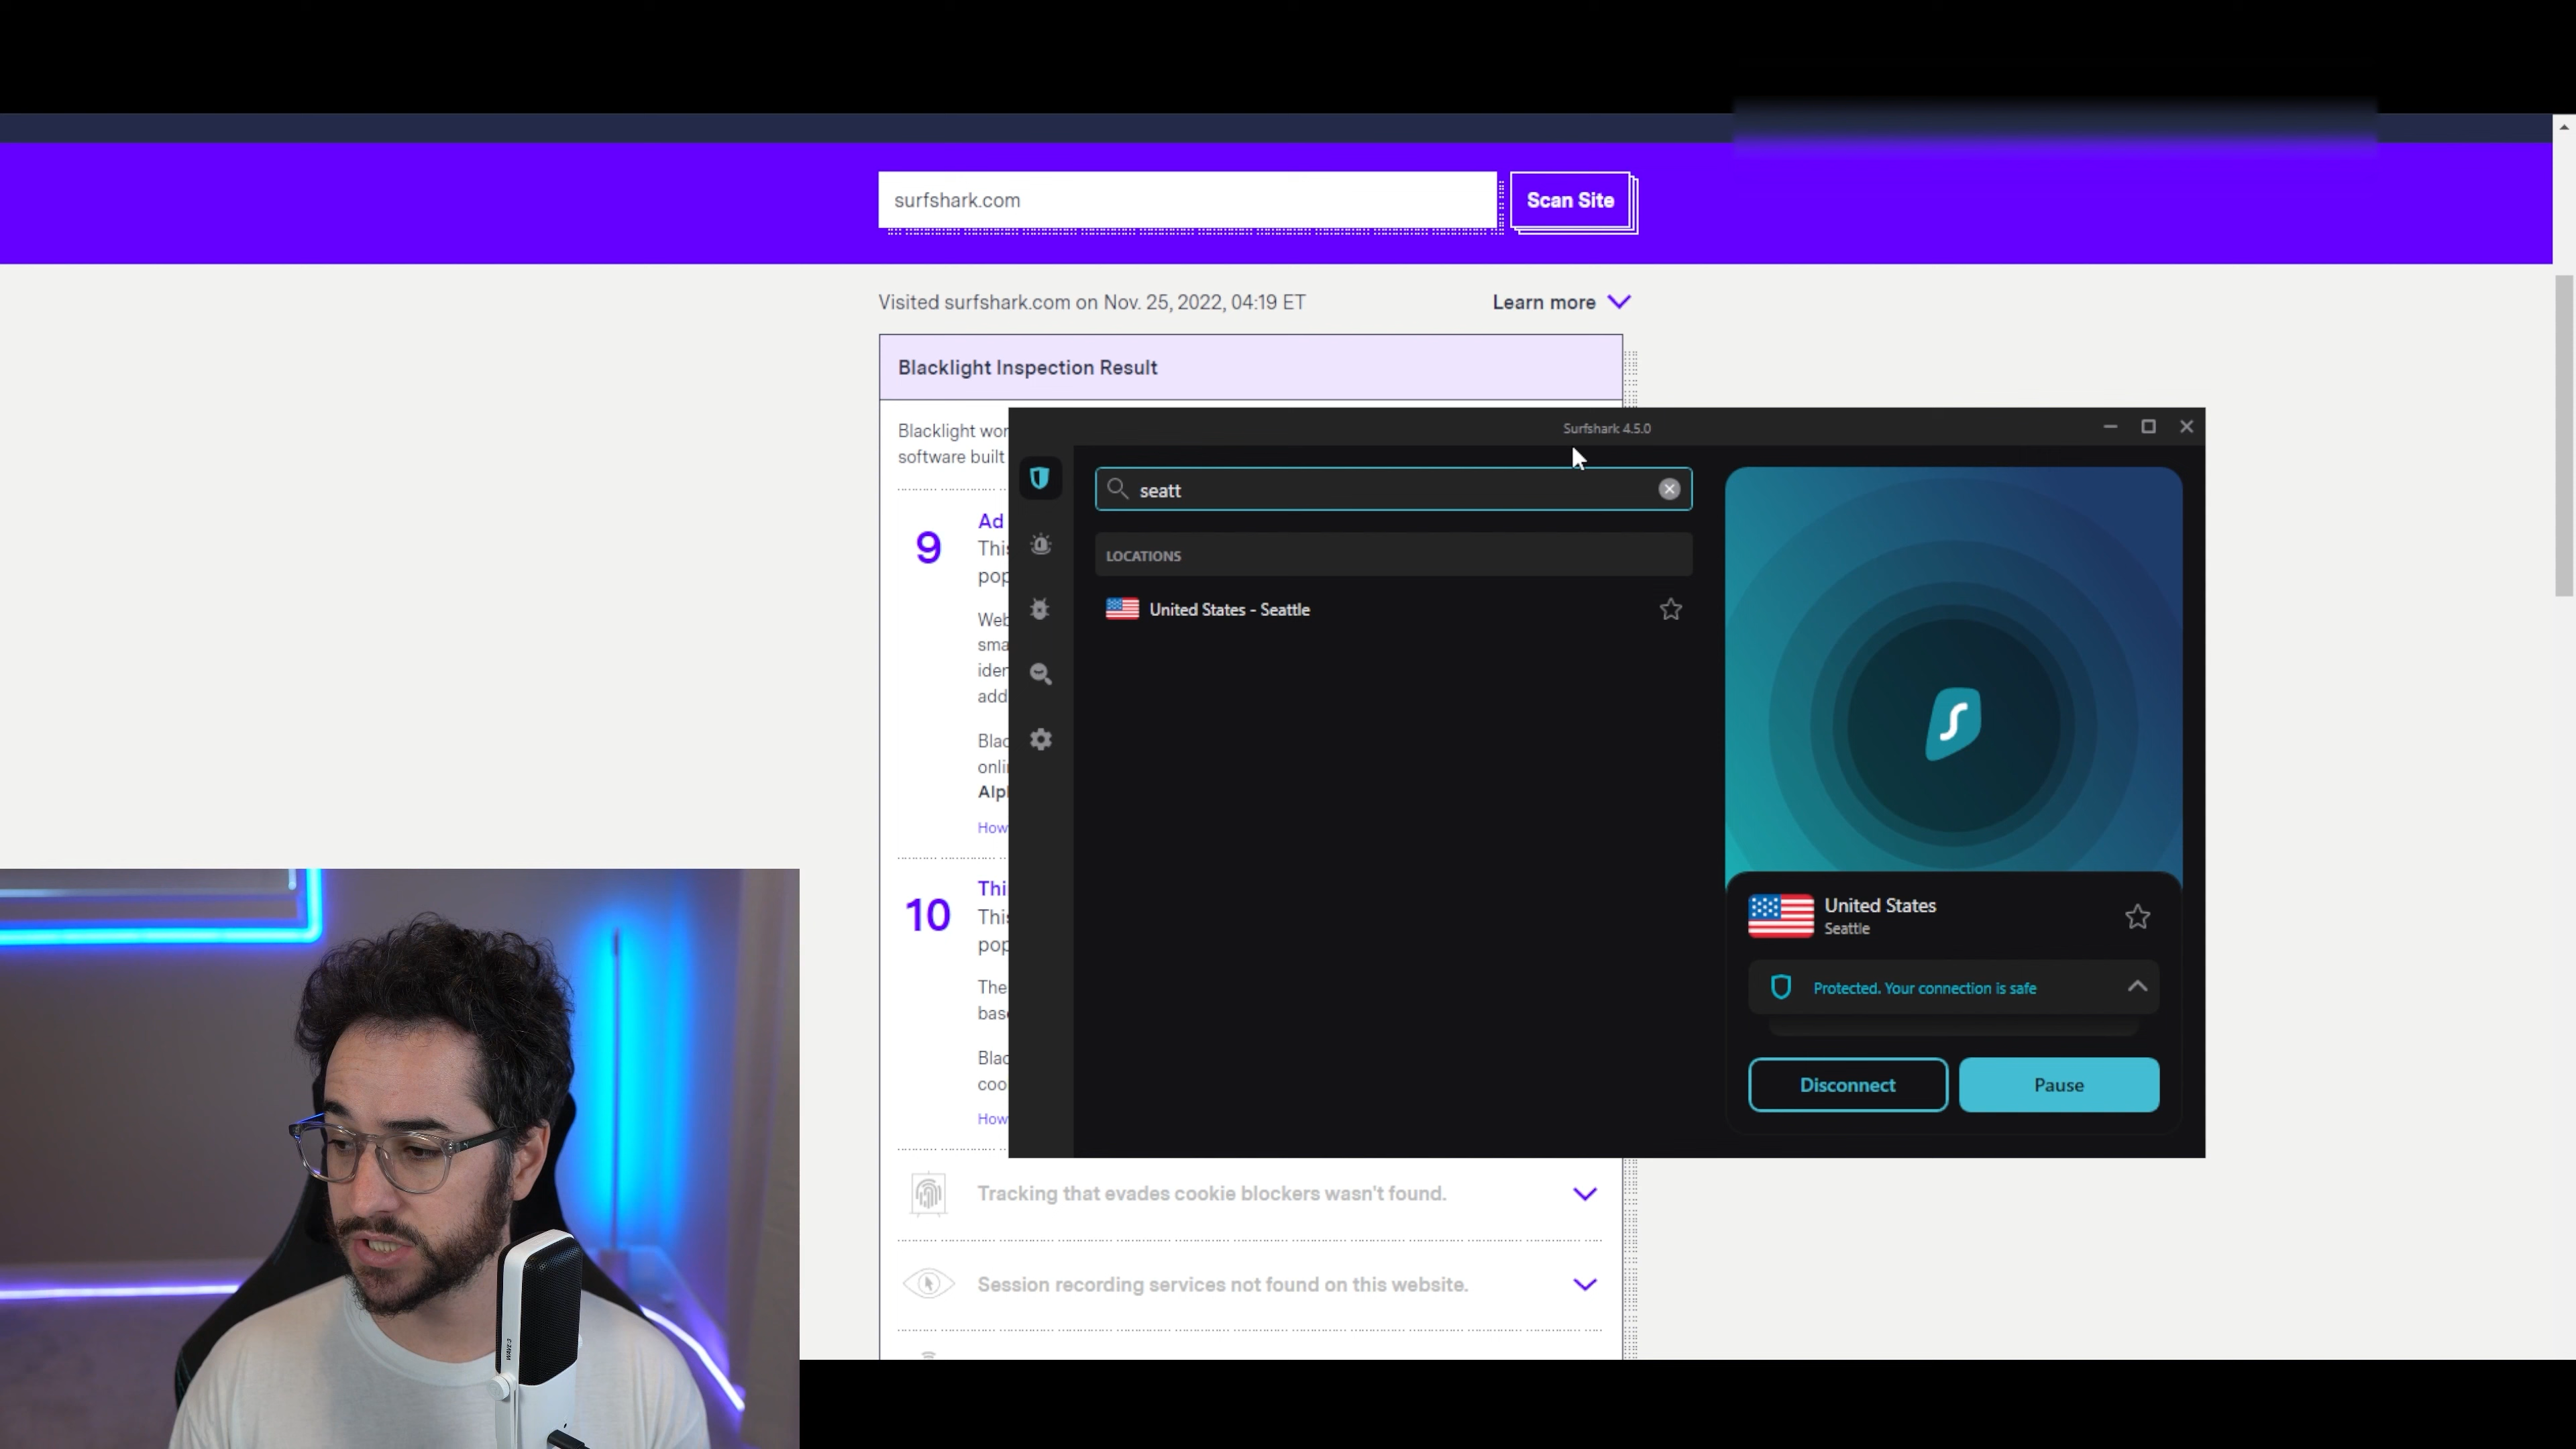 surfshark.com
Scan Site
Visited surfshark.com on Nov. 25, 2022, 04:19 ET
Learn more
Blacklight Inspection Result
Blacklight wor
software built
9
Ad
This
pop
Web
sma
iden
add
Blac
onli
Alp
How
10
Thi
This
pop
The
base
Blac
coo
How
Tracking that evades cookie blockers wasn't found.
Session recording services not found on this website.
Surfshark 4.5.0
seatt
LOCATIONS
United States - Seattle
United States
Seattle
Protected. Your connection is safe
Disconnect
Pause